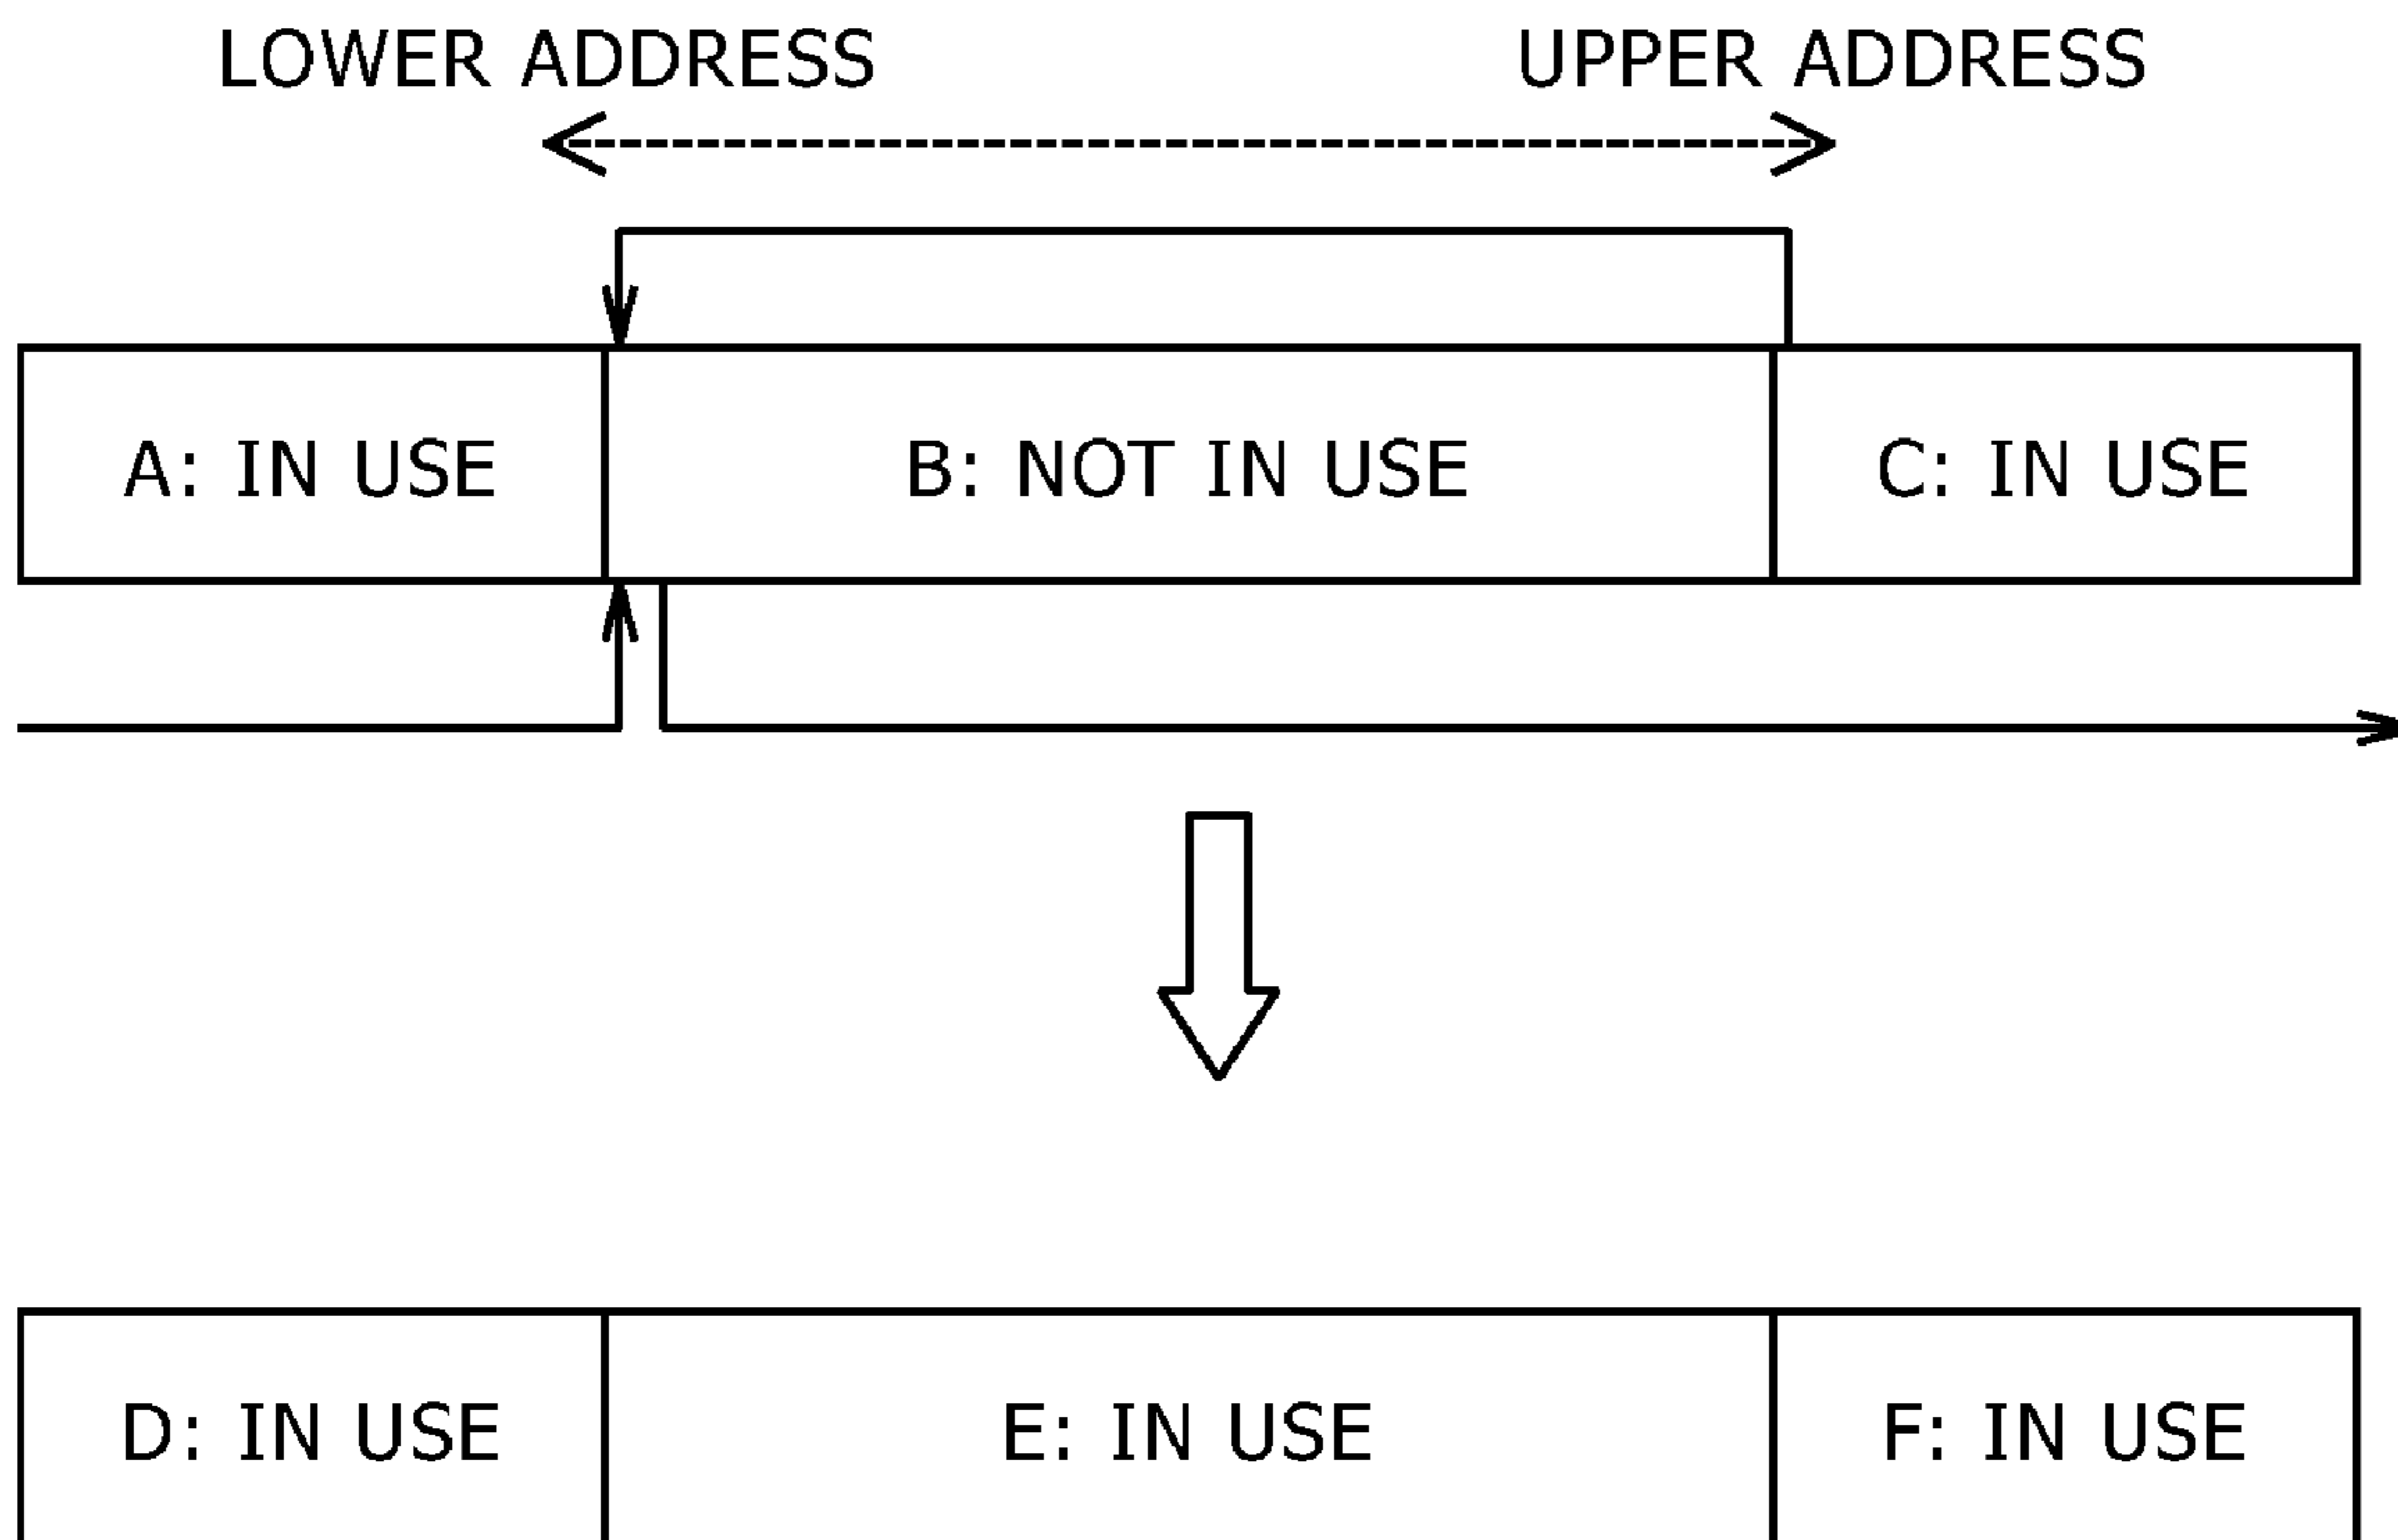 LOWER ADDRESS UPPER ADDRESS
A: IN USE B: NOT IN USE C: IN USE
D: IN USE E: IN USE F: IN USE